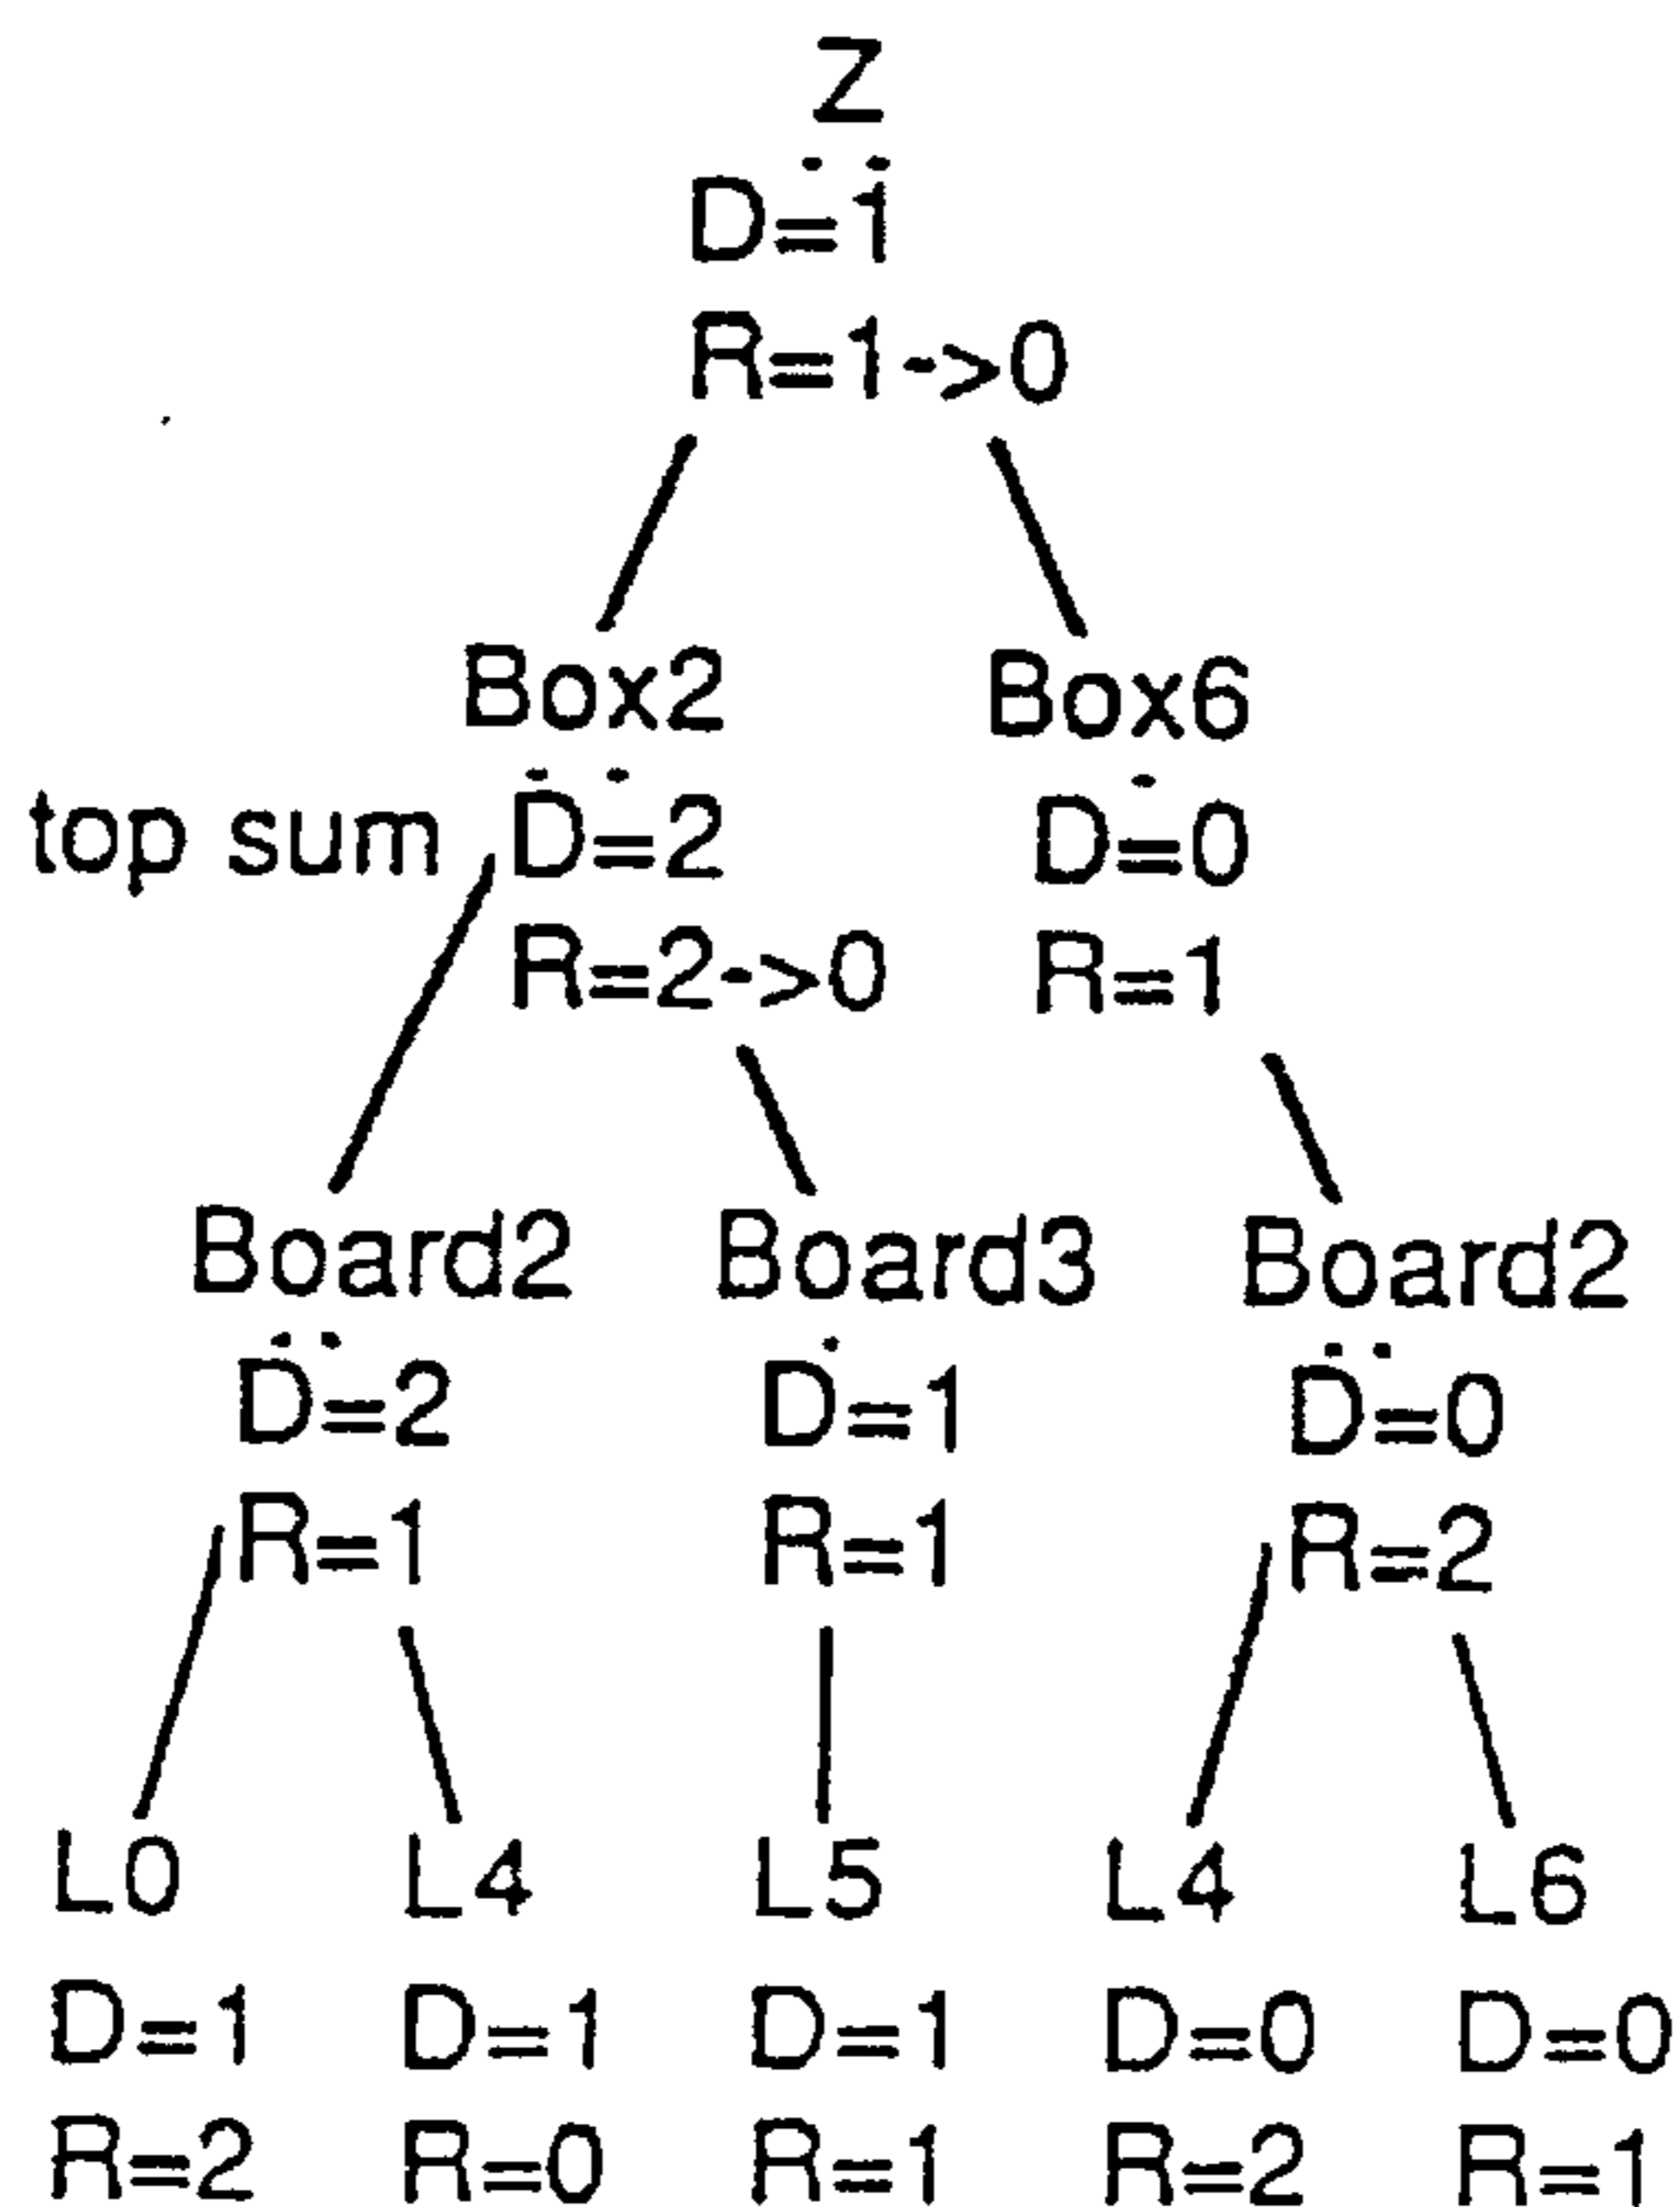 Z
D=1
R=1->0
Box2 Box6
top sum D=2 D=0
R=2->0 R=1
Board2 Board3 Board2
D=2 D=1 D=0
R=1 R=1 R=2
L0 L4 L5 L4 L6
D=1 D=1 D=1 D=0 D=0
R=2 R=0 R=1 R=2 R=1